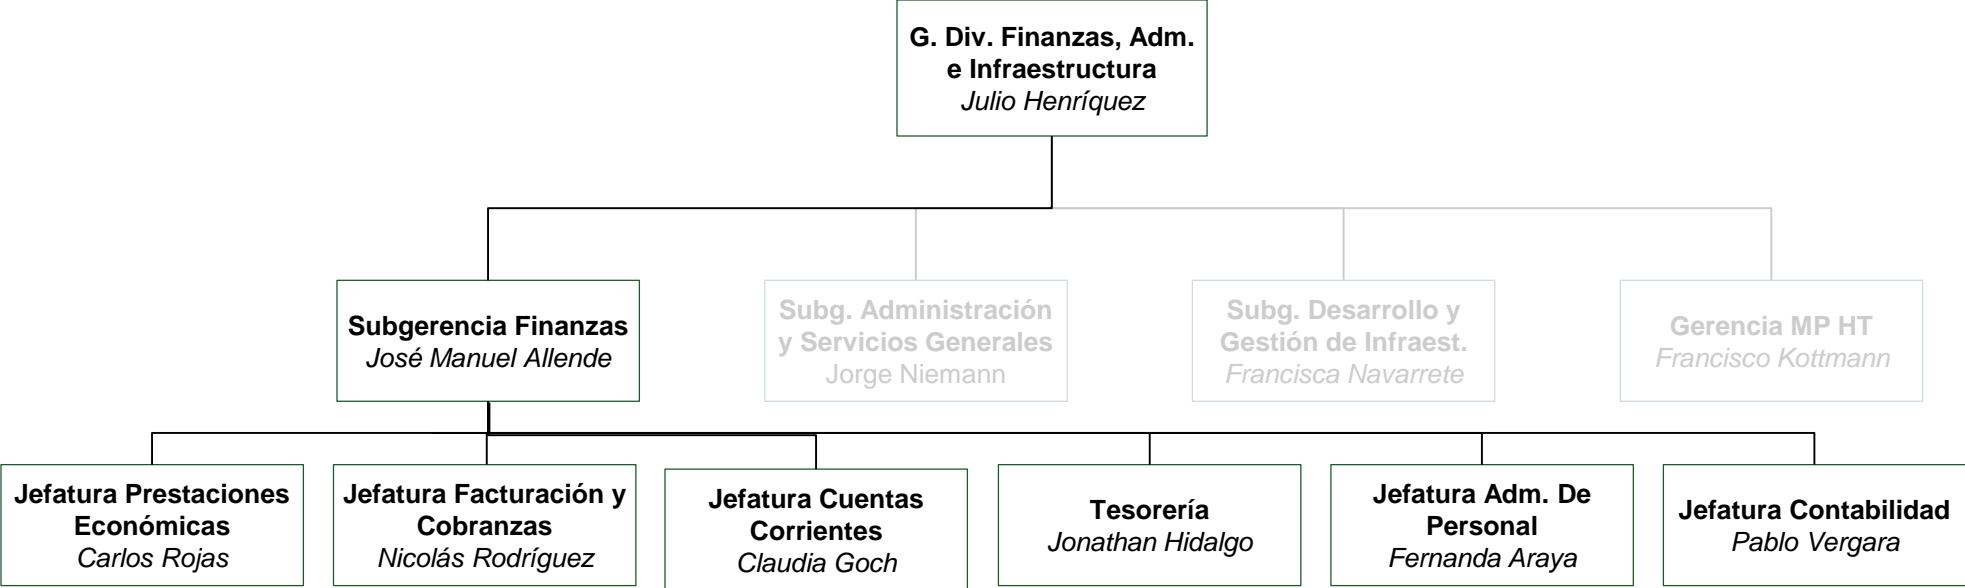 G. Div. Finanzas, Adm.
e Infraestructura
Julio Henríquez
Subgerencia Finanzas
José Manuel Allende
Subg. Administración
y Servicios Generales
Jorge Niemann
Subg. Desarrollo y
Gestión de Infraest.
Francisca Navarrete
Gerencia MP HT
Francisco Kottmann
Jefatura Prestaciones
Económicas
Carlos Rojas
Jefatura Facturación y
Cobranzas
Nicolás Rodríguez
Jefatura Cuentas
Corrientes
Claudia Goch
Tesorería
Jonathan Hidalgo
Jefatura Adm. De
Personal
Fernanda Araya
Jefatura Contabilidad
Pablo Vergara